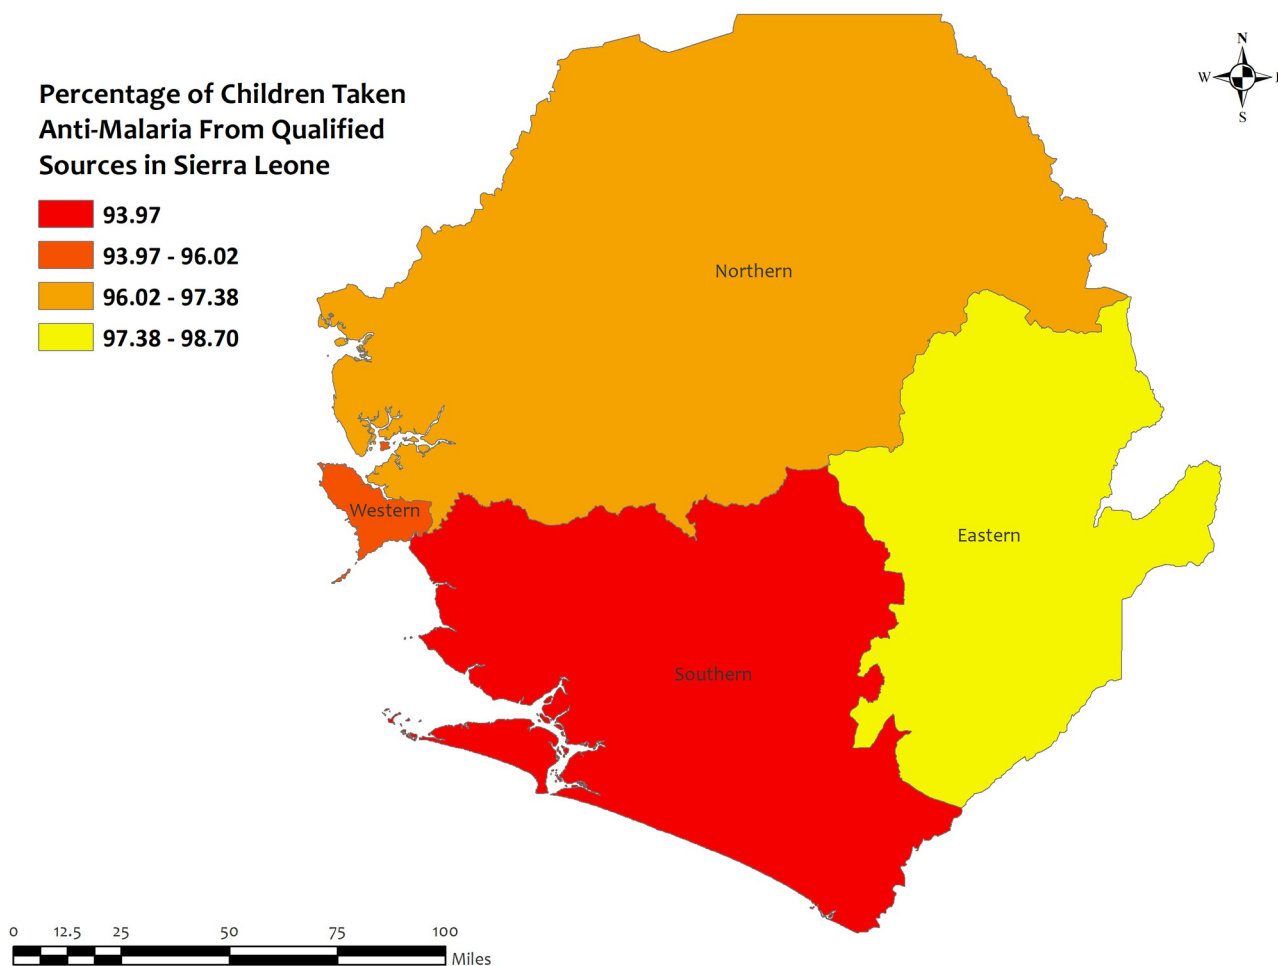 Percentage of Children Taken
Anti-Malaria From Qualified
Sources in Sierra Leone
93.97
93.97 - 96.02
96.02 - 97.38
97.38 - 98.70
N
W
S
Northern
Western
Eastern
Southern
0 12.5 25 50 75 100
Miles